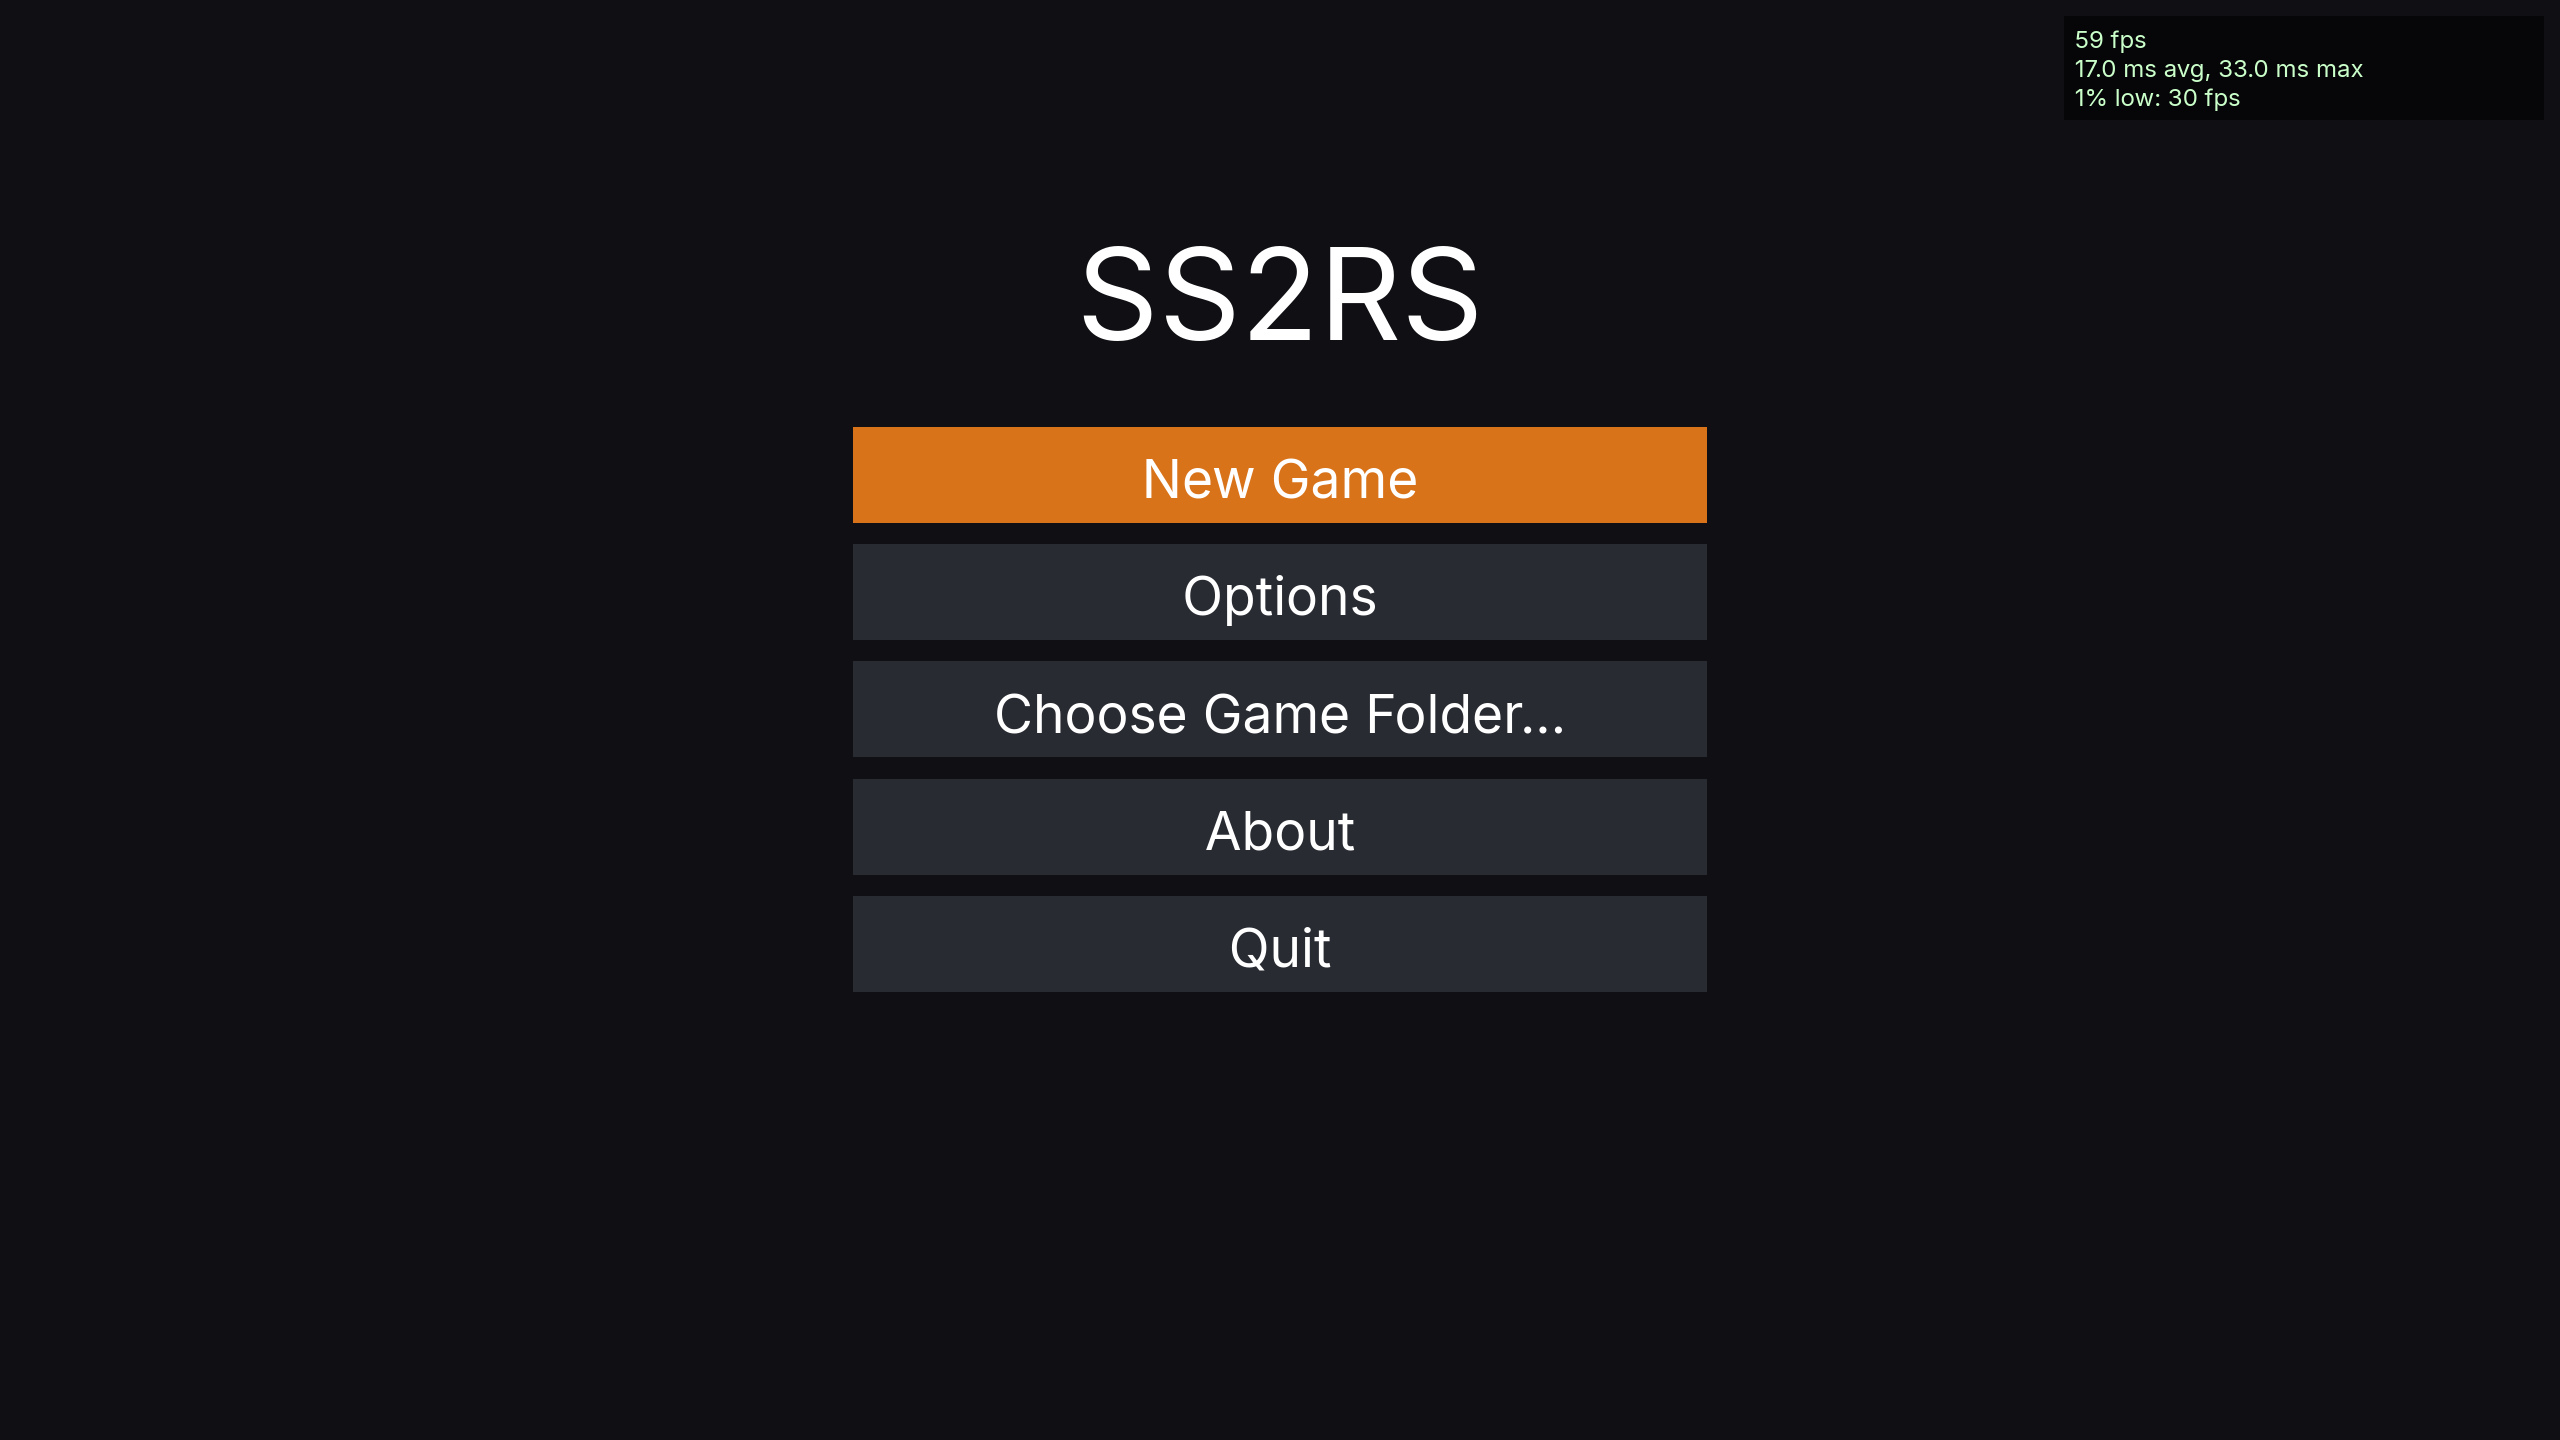 59 fps
17.0 ms avg, 33.0 ms max
1% low: 30 fps
SS2RS
New Game
Options
Choose Game Folder...
About
Quit